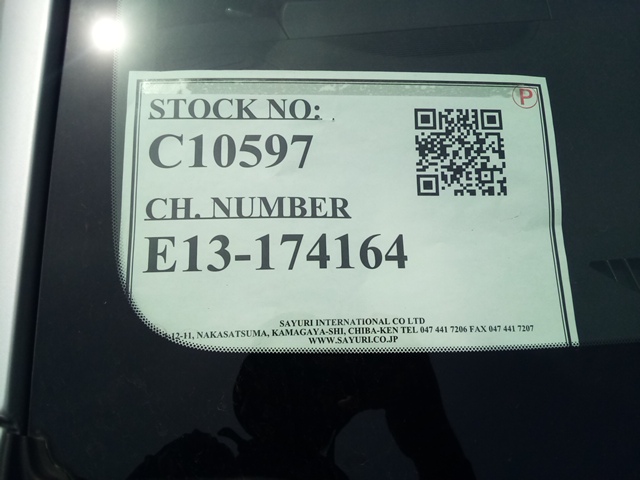 P
STOCK NO:
C10597
CH. NUMBER
E13-174164
SAYURI INTERNATIONAL CO LTD
12-11, NAKASATSUMA, KAMAGAYA-SHI, CHIBA-KEN TEL 047 441 7206 FAX 047 441 7207
WWW.SAYURI.CO.JP